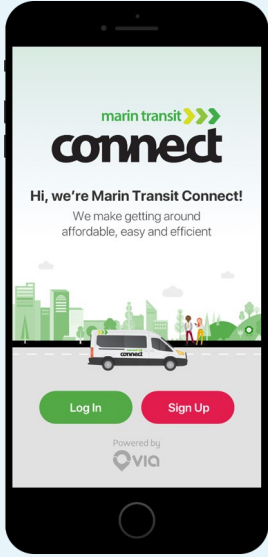 marin transit
connect
Hi, we're Marin Transit Connect!
We make getting around
affordable, easy and efficient
connect
Log In
Sign Up
Powered by
via